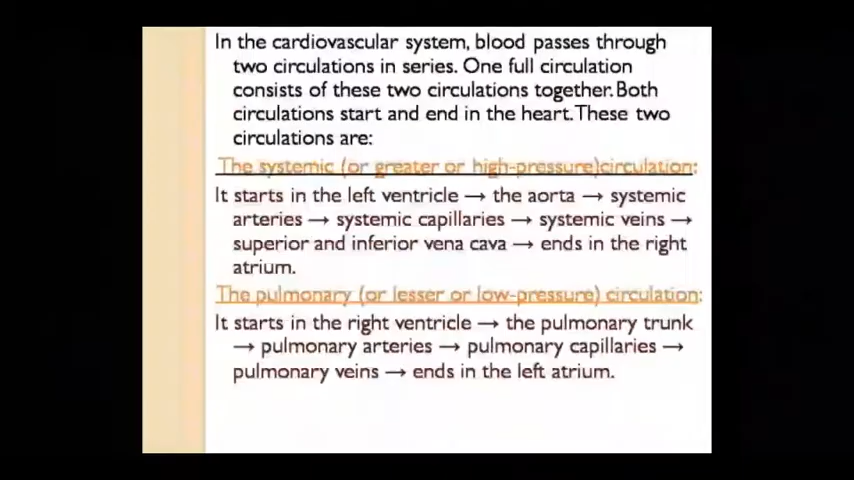 In the cardiovascular system, blood passes through
two circulations in series. One full circulation
consists of these two circulations together. Both
circulations start and end in the heart. These two
circulations are:
The systemic (or greater or high-pressure)circulation:
It starts in the left ventricle → the aorta → systemic
arteries → systemic capillaries → systemic veins →
superior and inferior vena cava → ends in the right
atrium.
The pulmonary (or lesser or low-pressure) circulation:
It starts in the right ventricle → the pulmonary trunk
→ pulmonary arteries → pulmonary capillaries →
pulmonary veins → ends in the left atrium.